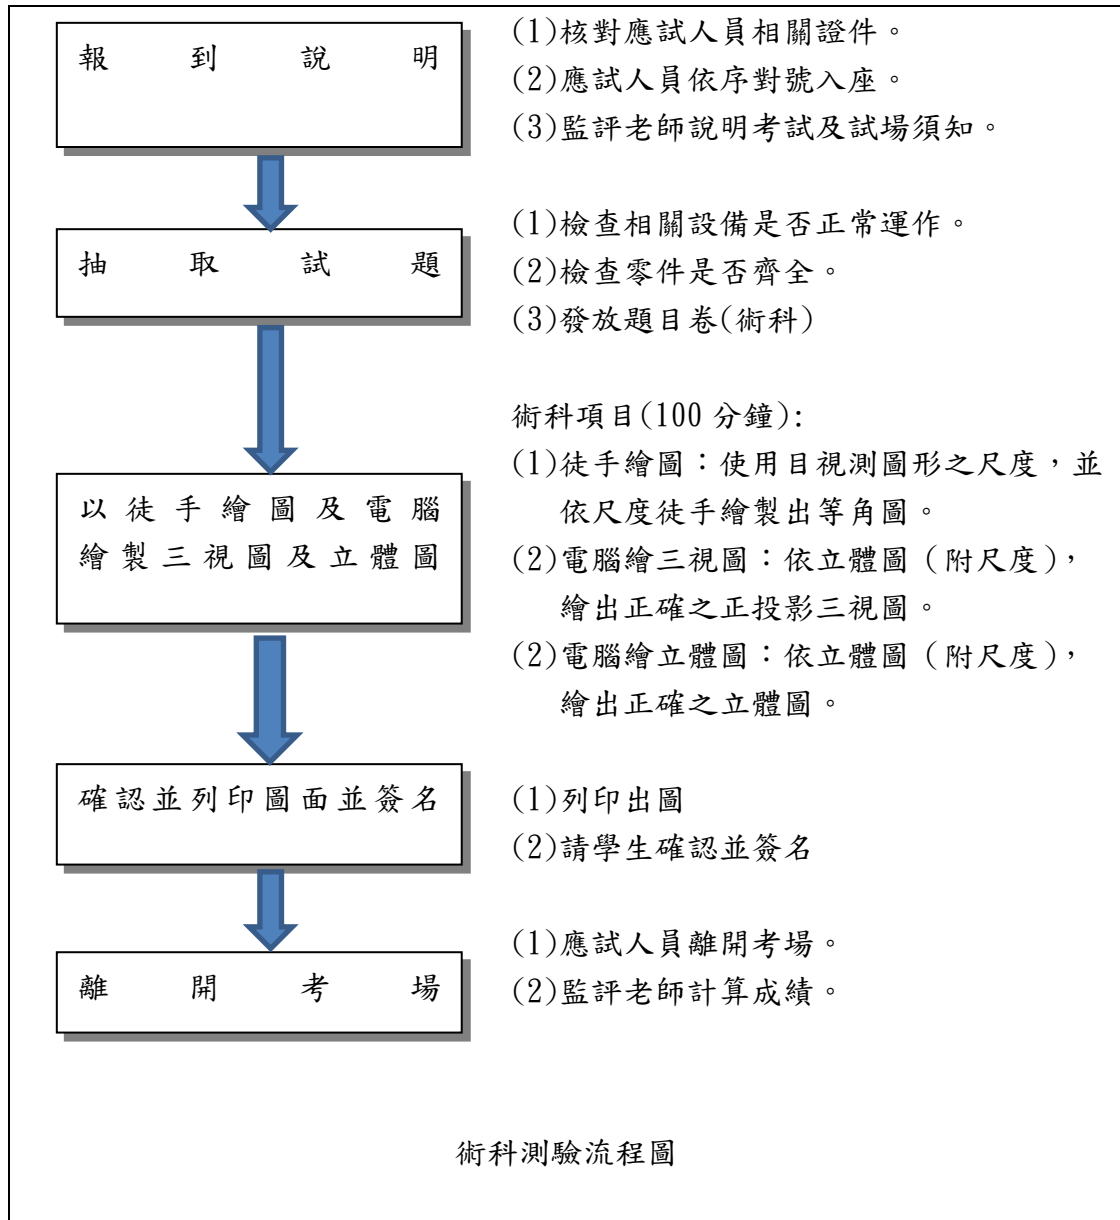 報到說明
(1)核對應試人員相關證件。
(2)應試人員依序對號入座。
(3)監評老師說明考試及試場須知。
抽取試題
(1)檢查相關設備是否正常運作。
(2)檢查零件是否齊全。
(3)發放題目卷(術科)
以徒手繪圖及電腦
繪製三視圖及立體圖
術科項目(100 分鐘):
(1)徒手繪圖：使用目視測圖形之尺度，並
依尺度徒手繪製出等角圖。
(2)電腦繪三視圖：依立體圖（附尺度），
繪出正確之正投影三視圖。
(2)電腦繪立體圖：依立體圖（附尺度），
繪出正確之立體圖。
確認並列印圖面並簽名
(1)列印出圖
(2)請學生確認並簽名
離開考場
(1)應試人員離開考場。
(2)監評老師計算成績。
術科測驗流程圖